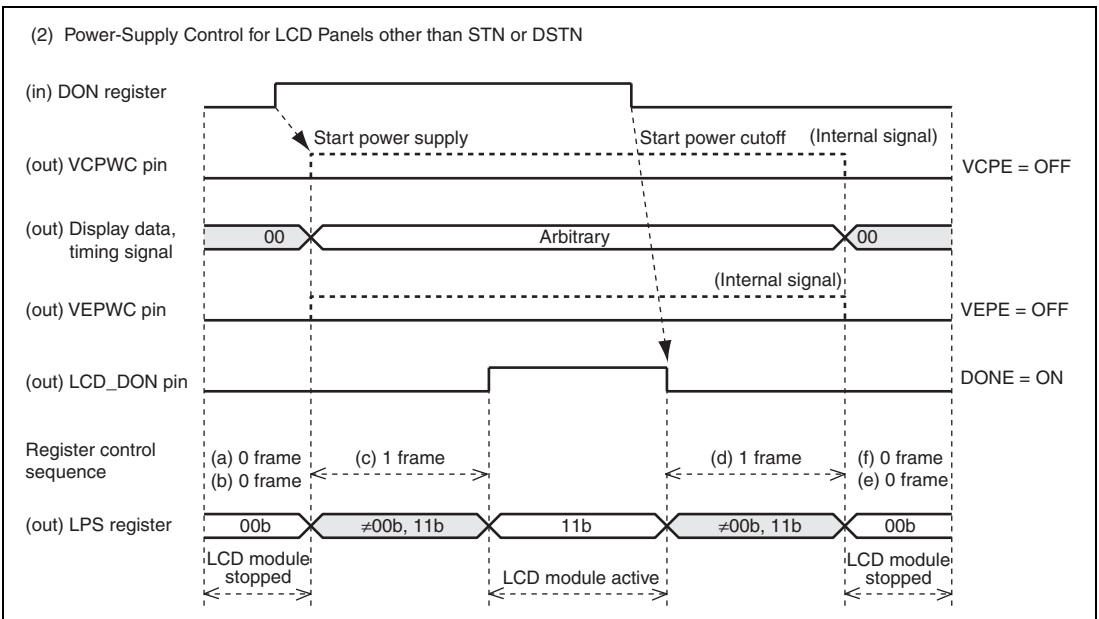 (2) Power-Supply Control for LCD Panels other than STN or DSTN
(in) DON register
Start power supply
Start power cutoff
(Internal signal)
(out) VCPWC pin
VCPE = OFF
(out) Display data,
timing signal
00
Arbitrary
00
(Internal signal)
(out) VEPWC pin
VEPE = OFF
(out) LCD_DON pin
DONE = ON
Register control
sequence
(a) 0 frame
(b) 0 frame
(c) 1 frame
(d) 1 frame
(f) 0 frame
(e) 0 frame
(out) LPS register
00b
≠00b, 11b
11b
≠00b, 11b
00b
LCD module
stopped
LCD module active
LCD module
stopped